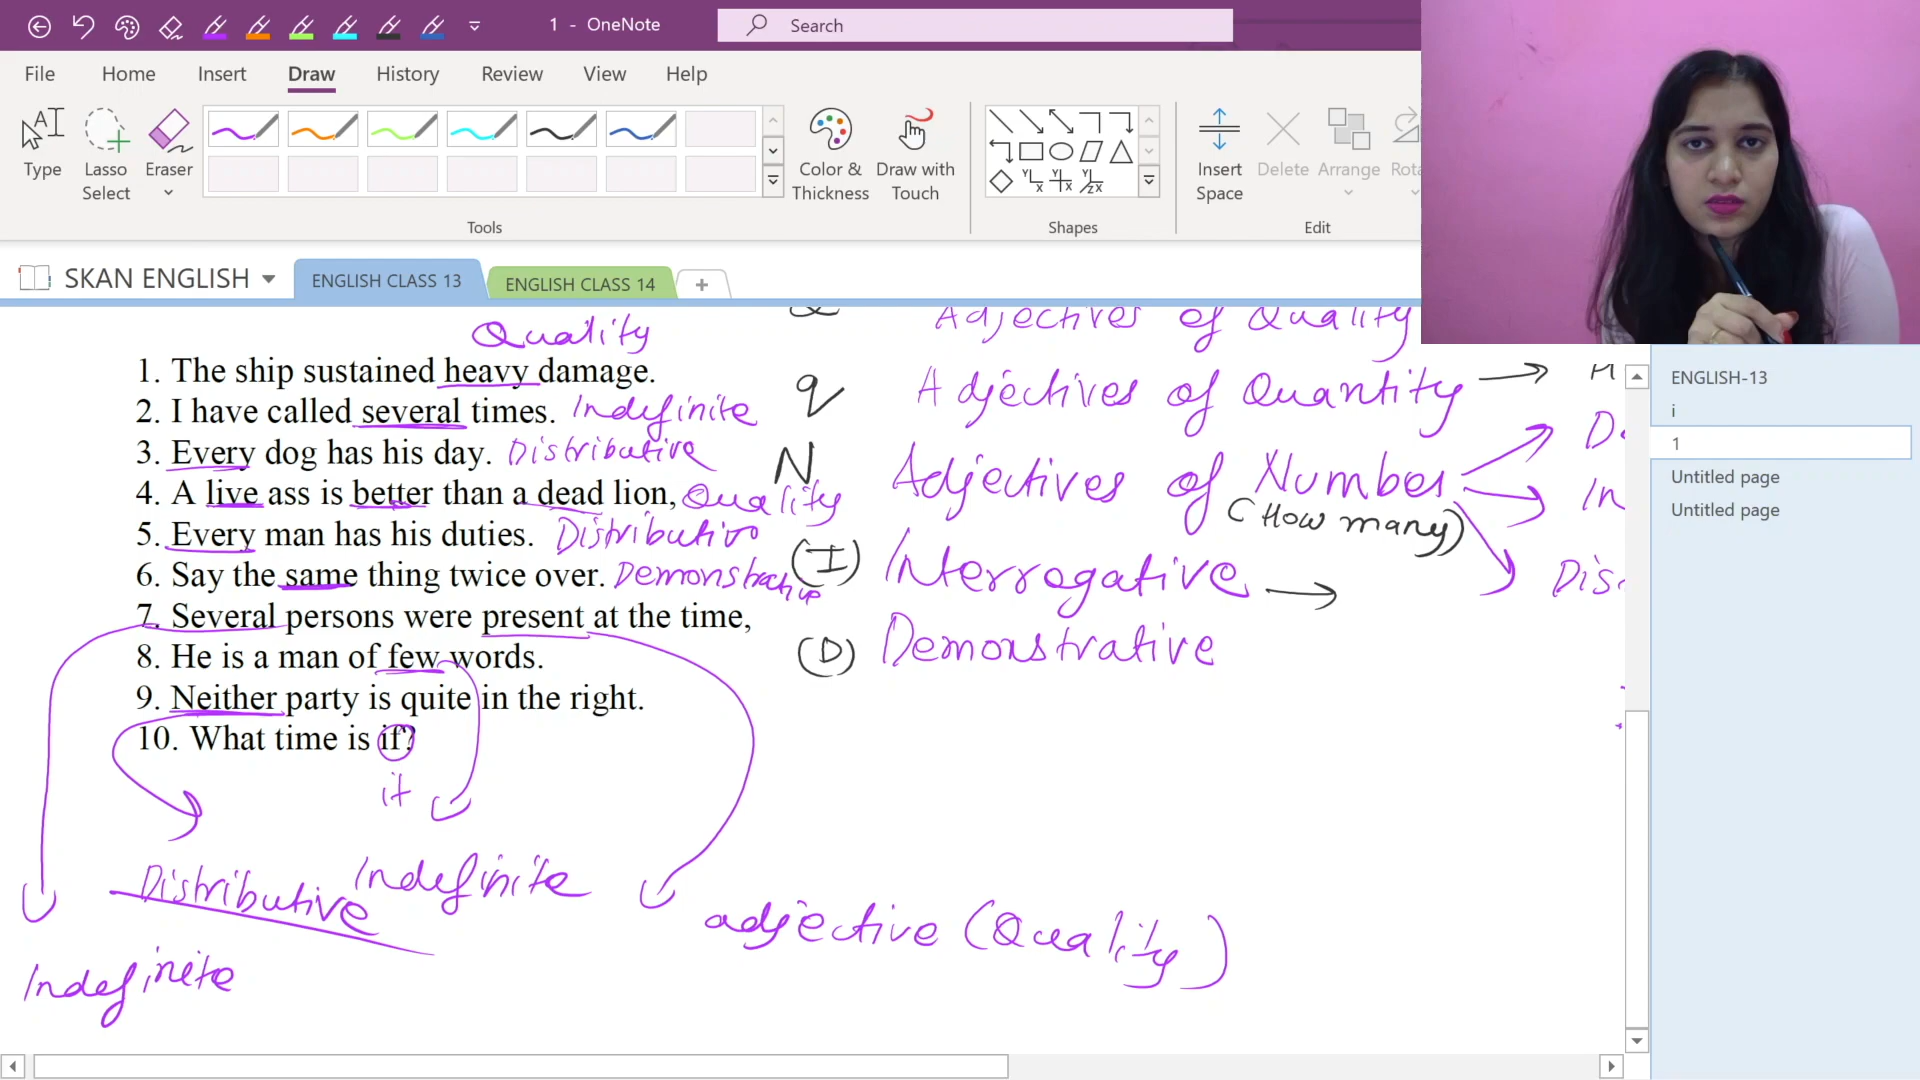 1 - OneNote
Search
File Home Insert Draw History Review View Help
Type
Lasso Select
Eraser
Color & Thickness
Draw with Touch
Insert Space
Delete
Arrange
Tools
Shapes
Edit
SKAN ENGLISH
ENGLISH CLASS 13
ENGLISH CLASS 14
ENGLISH-13
i
1
Untitled page
Untitled page
Quality
1. The ship sustained heavy damage.
2. I have called several times. Indefinite
3. Every dog has his day. Distributive
4. A live ass is better than a dead lion, Quality
5. Every man has his duties. Distributive
6. Say the same thing twice over. Demonstrative
7. Several persons were present at the time,
8. He is a man of few words.
9. Neither party is quite in the right.
10. What time is if?
it
Distributive
Indefinite
Indefinite
adjective (Quality)
Adjectives of Quality
q Adjectives of Quantity
N Adjectives of Number
(How many)
(I) Interrogative
(D) Demonstrative